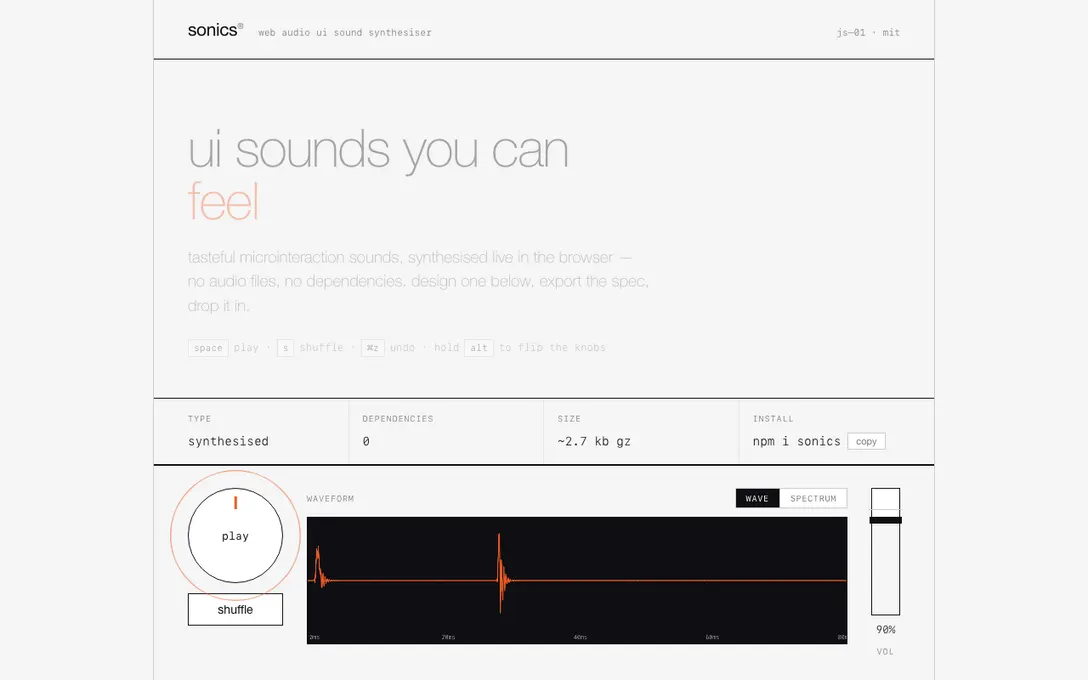 sonics®
web audio ui sound synthesiser
js—01 · mit
ui sounds you can
feel
tasteful microinteraction sounds, synthesised live in the browser —
no audio files, no dependencies. design one below, export the spec,
drop it in.
space play · s shuffle · ⌘z undo · hold alt to flip the knobs
TYPE
synthesised
DEPENDENCIES
0
SIZE
~2.7 kb gz
INSTALL
npm i sonics copy
play
shuffle
WAVEFORM
WAVE SPECTRUM
0ms 20ms 40ms 60ms
90%
VOL